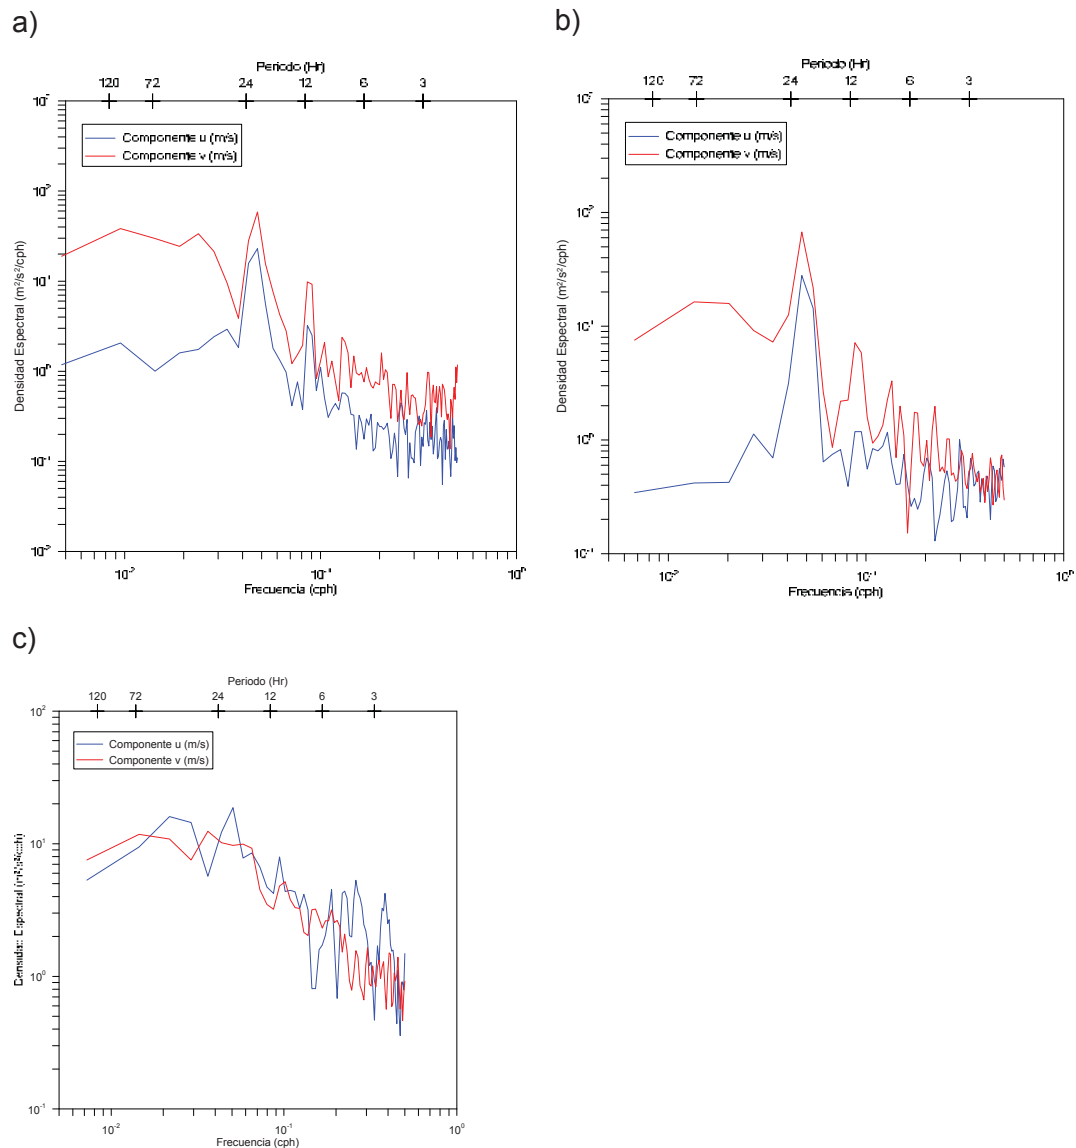 a)
Periodo (Hr)
120 72 24 12 6 3
Componente u (m/s)
Componente v (m/s)
Densidad Espectral (m²/s²/cph)
10² 
10¹
10⁰
10⁻¹
10⁻² 10⁻¹ 10⁰
Frecuencia (cph)
b)
Periodo (Hr)
120 72 24 12 6 3
Componente u (m/s)
Componente v (m/s)
Densidad Espectral (m²/s²/cph)
10¹
10⁰
10⁻¹
10⁻² 10⁻¹ 10⁰
Frecuencia (cph)
c)
Periodo (Hr)
120 72 24 12 6 3
10²
Componente u (m/s)
Componente v (m/s)
10¹
10⁰
10⁻¹
10⁻² 10⁻¹ 10⁰
Frecuencia (cph)